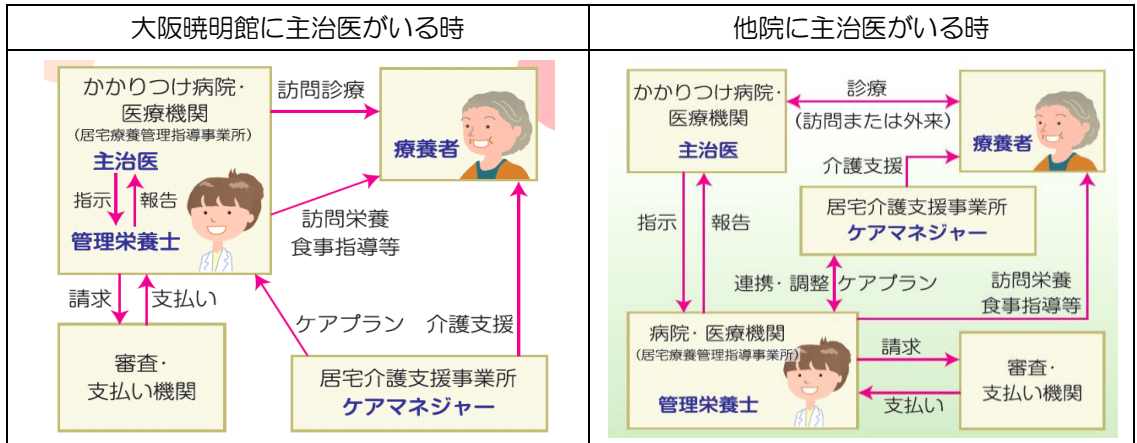 大阪暁明館に主治医がいる時
かかりつけ病院・
医療機関
(居宅療養管理指導事業所)
主治医
指示
報告
管理栄養士
訪問診療
療養者
訪問栄養
食事指導等
請求
支払い
審査・
支払い機関
ケアプラン
介護支援
居宅介護支援事業所
ケアマネジャー
他院に主治医がいる時
かかりつけ病院・
医療機関
主治医
診療
(訪問または外来)
療養者
介護支援
居宅介護支援事業所
ケアマネジャー
指示
報告
連携・調整
ケアプラン
訪問栄養
食事指導等
病院・医療機関
(居宅療養管理指導事業所)
管理栄養士
請求
支払い
審査・
支払い機関